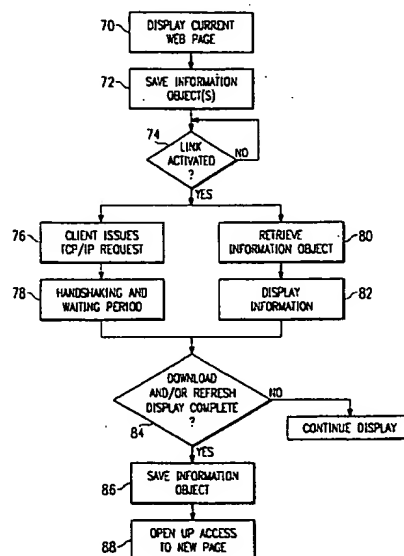 70
DISPLAY CURRENT
WEB PAGE
72
SAVE INFORMATION
OBJECT(S)
74
LINK
ACTIVATED
?
NO
YES
76
CLIENT ISSUES
TCP/IP REQUEST
80
RETRIEVE
INFORMATION OBJECT
78
HANDSHAKING AND
WAITING PERIOD
82
DISPLAY
INFORMATION
DOWNLOAD
AND/OR REFRESH
DISPLAY COMPLETE
?
84
NO
CONTINUE DISPLAY
YES
86
SAVE INFORMATION
OBJECT
88
OPEN UP ACCESS
TO NEW PAGE